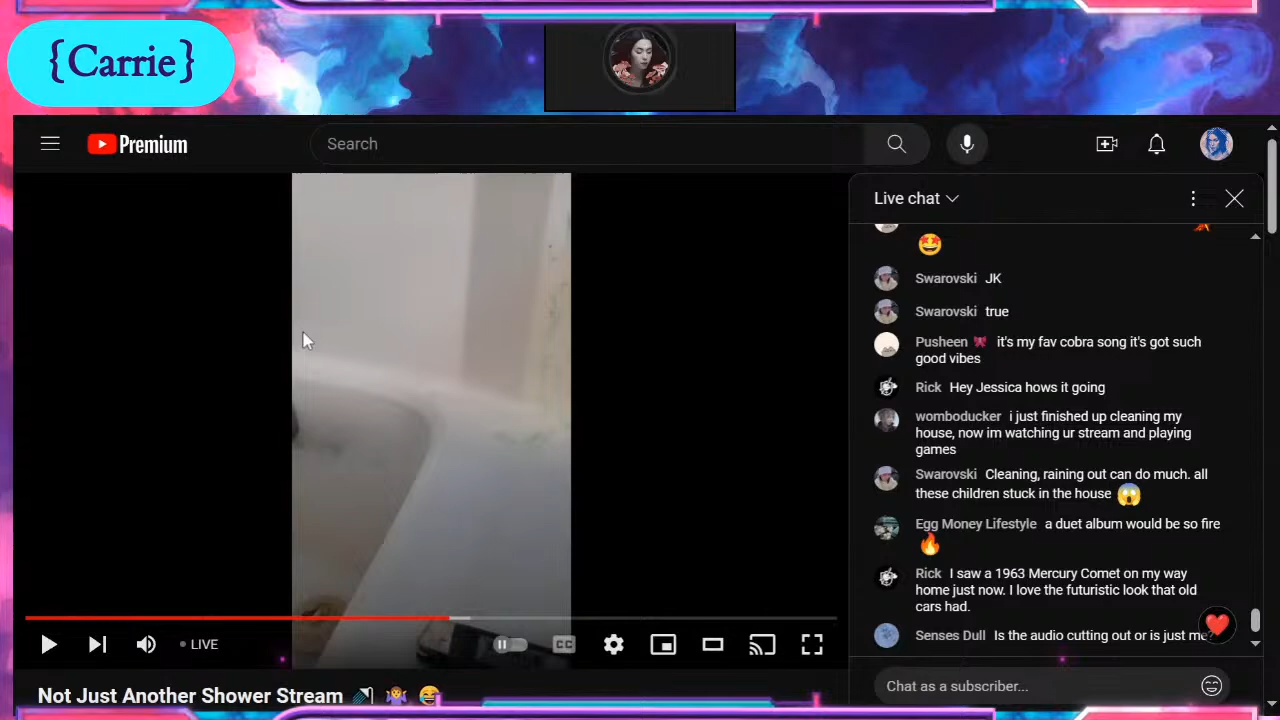 {Carrie}
Premium
Search
Live chat
Swarovski JK
Swarovski true
Pusheen 🎀 it's my fav cobra song it's got such
good vibes
Rick Hey Jessica hows it going
womboducker i just finished up cleaning my
house, now im watching ur stream and playing
games
Swarovski Cleaning, raining out can do much. all
these children stuck in the house 😱
Egg Money Lifestyle a duet album would be so fire
🔥
Rick I saw a 1963 Mercury Comet on my way
home just now. I love the futuristic look that old
cars had.
Senses Dull Is the audio cutting out or is just me?
LIVE
CC
Chat as a subscriber...
Not Just Another Shower Stream 🚿 🤷‍♀️ 😂